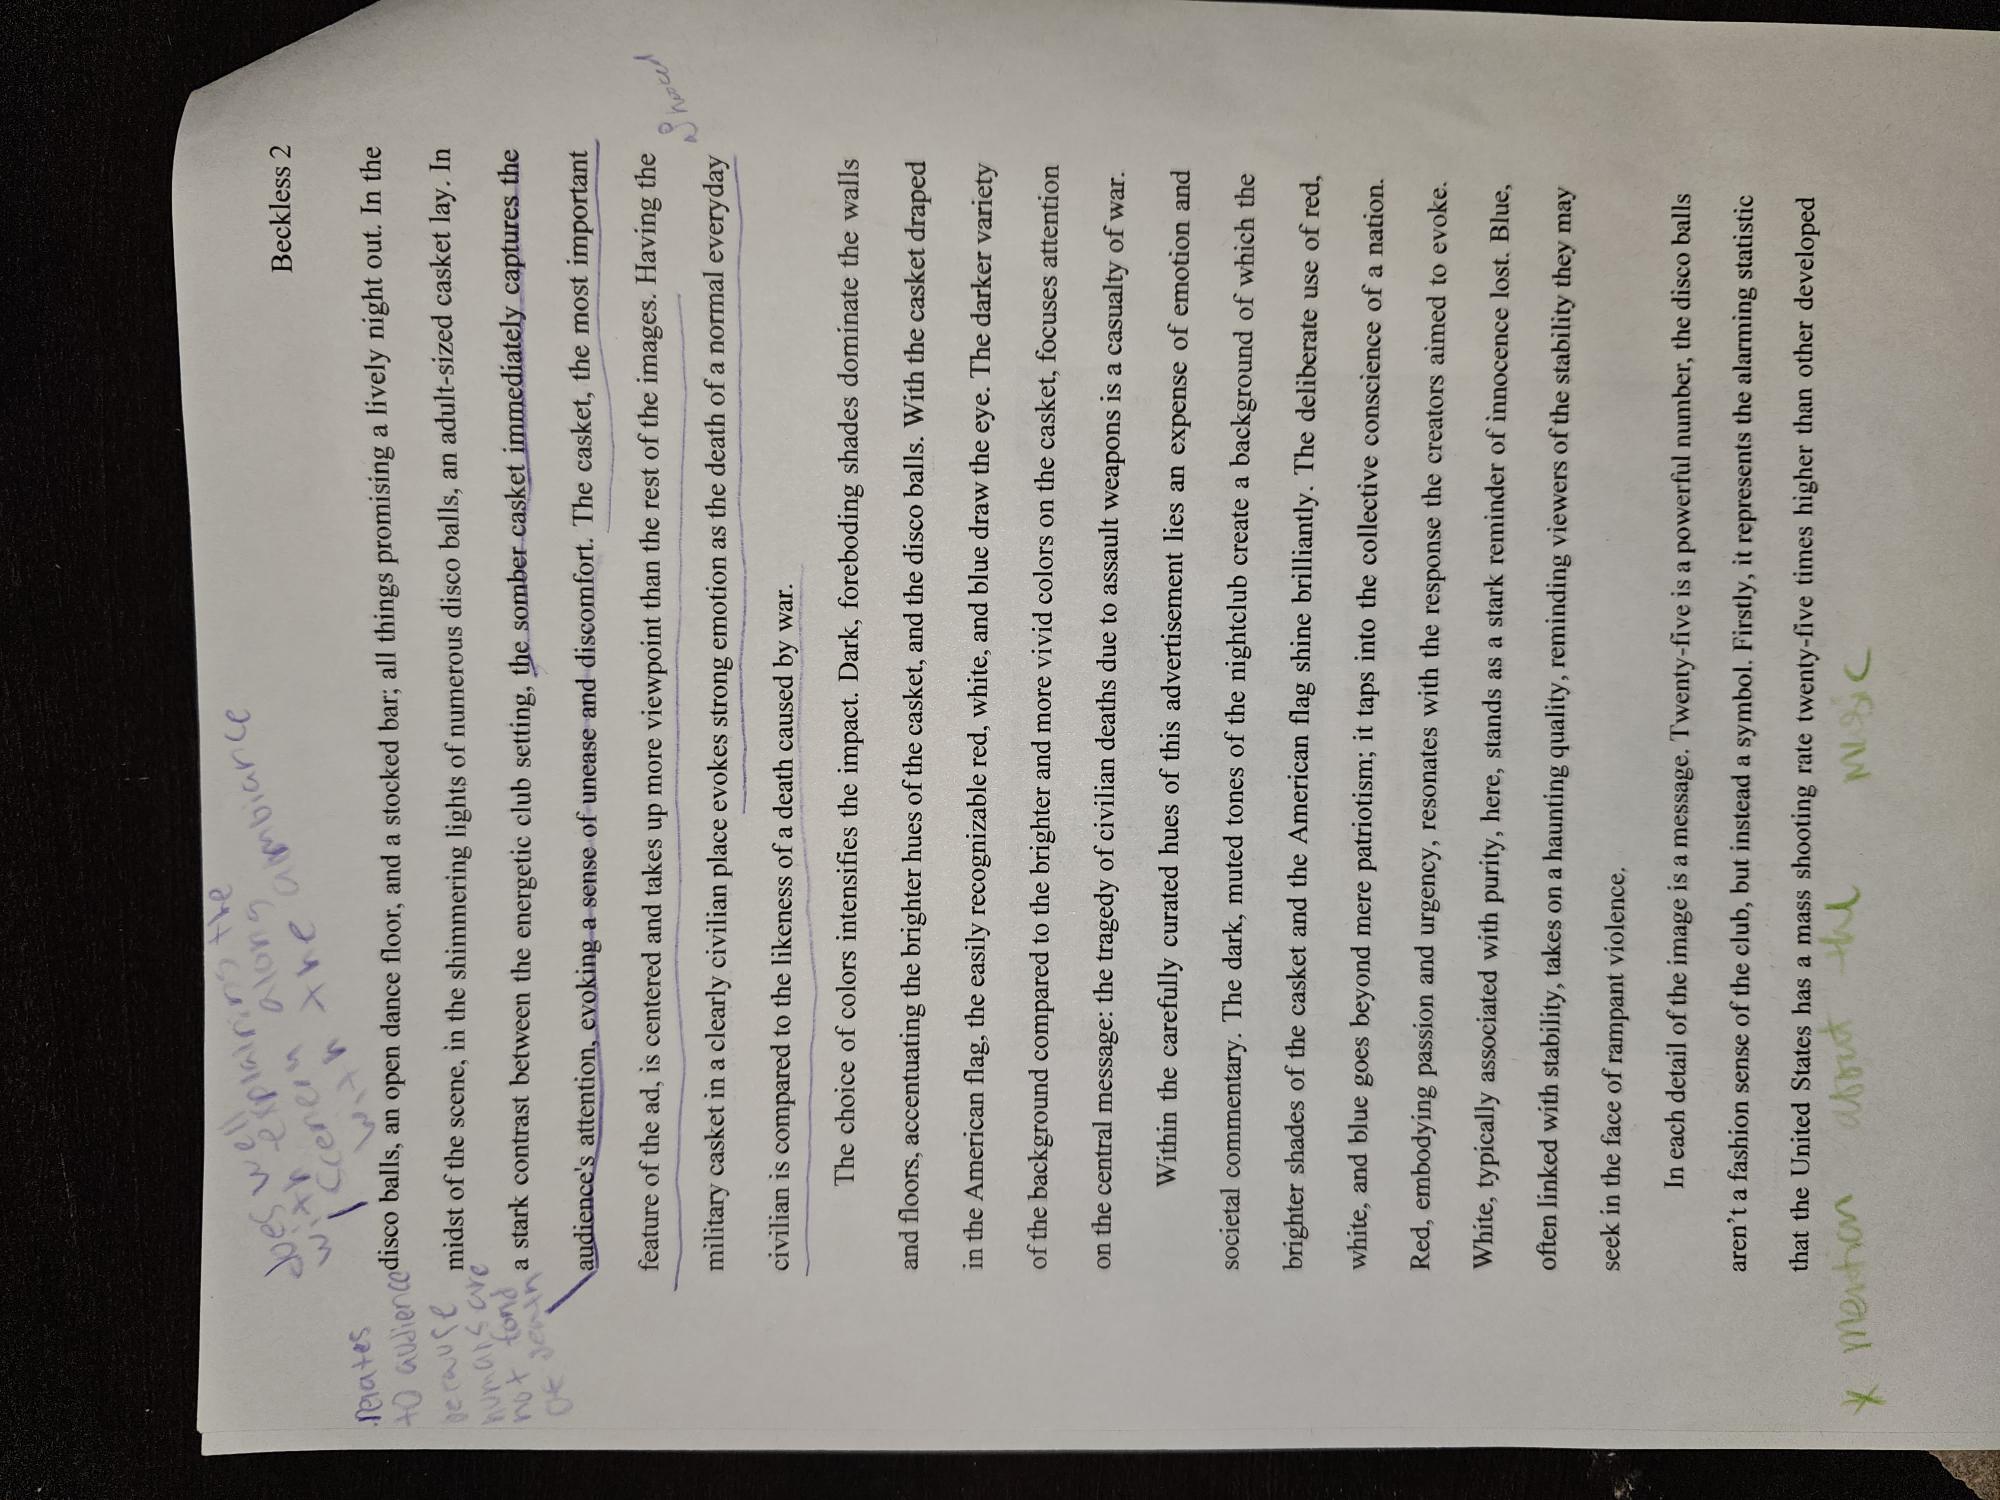 does well
with explaining the
scenery along
with the ambiance
Beckless 2
relates
to audience
because
humans are
not fond
of death
disco balls, an open dance floor, and a stocked bar; all things promising a lively night out. In the
midst of the scene, in the shimmering lights of numerous disco balls, an adult-sized casket lay. In
a stark contrast between the energetic club setting, the somber casket immediately captures the
audience's attention, evoking a sense of unease and discomfort. The casket, the most important
feature of the ad, is centered and takes up more viewpoint than the rest of the images. Having the
military casket in a clearly civilian place evokes strong emotion as the death of a normal everyday
civilian is compared to the likeness of a death caused by war.
The choice of colors intensifies the impact. Dark, foreboding shades dominate the walls
and floors, accentuating the brighter hues of the casket, and the disco balls. With the casket draped
in the American flag, the easily recognizable red, white, and blue draw the eye. The darker variety
of the background compared to the brighter and more vivid colors on the casket, focuses attention
on the central message: the tragedy of civilian deaths due to assault weapons is a casualty of war.
Within the carefully curated hues of this advertisement lies an expense of emotion and
societal commentary. The dark, muted tones of the nightclub create a background of which the
brighter shades of the casket and the American flag shine brilliantly. The deliberate use of red,
white, and blue goes beyond mere patriotism; it taps into the collective conscience of a nation.
Red, embodying passion and urgency, resonates with the response the creators aimed to evoke.
White, typically associated with purity, here, stands as a stark reminder of innocence lost. Blue,
often linked with stability, takes on a haunting quality, reminding viewers of the stability they may
seek in the face of rampant violence.
In each detail of the image is a message. Twenty-five is a powerful number, the disco balls
aren’t a fashion sense of the club, but instead a symbol. Firstly, it represents the alarming statistic
that the United States has a mass shooting rate twenty-five times higher than other developed
* mention about the music